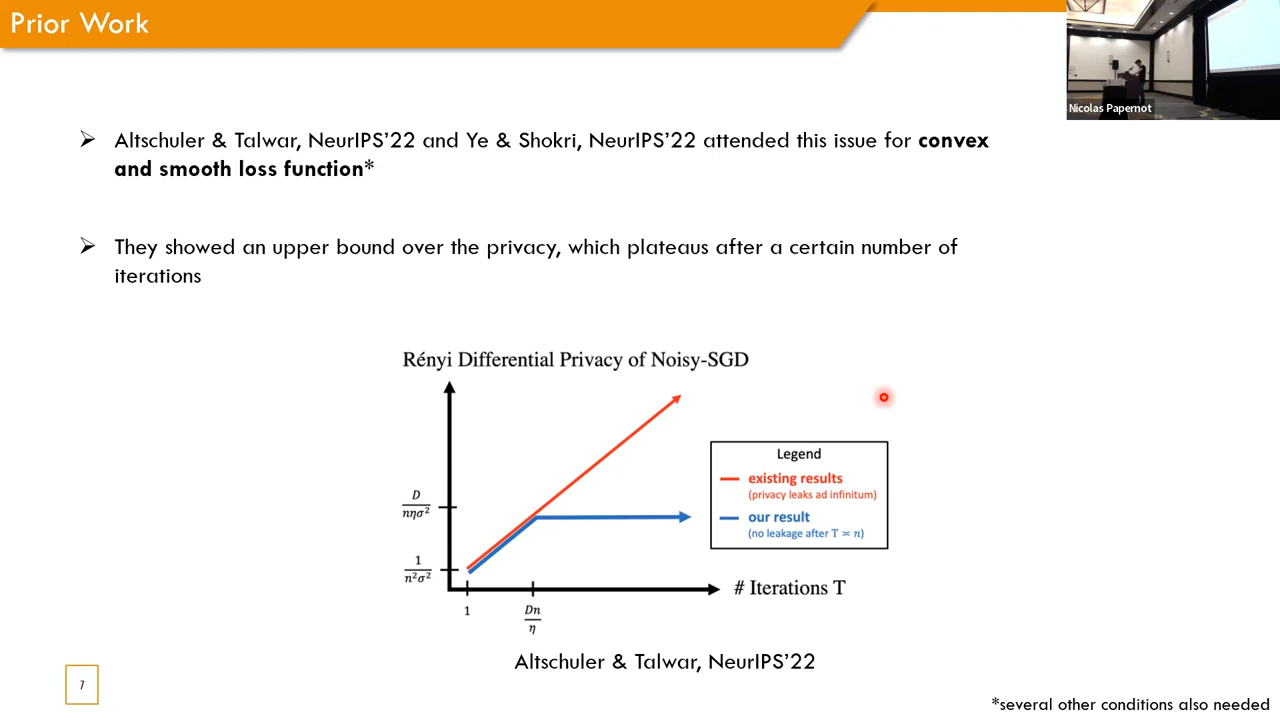 Prior Work
Nicolas Papernot
➢ Altschuler & Talwar, NeurIPS'22 and Ye & Shokri, NeurIPS'22 attended this issue for convex
and smooth loss function*
➢ They showed an upper bound over the privacy, which plateaus after a certain number of
iterations
Rényi Differential Privacy of Noisy-SGD
D
nησ²
1
n²σ²
Legend
existing results
(privacy leaks ad infinitum)
our result
(no leakage after T ≍ n)
# Iterations T
1
Dn
η
Altschuler & Talwar, NeurIPS'22
7
*several other conditions also needed